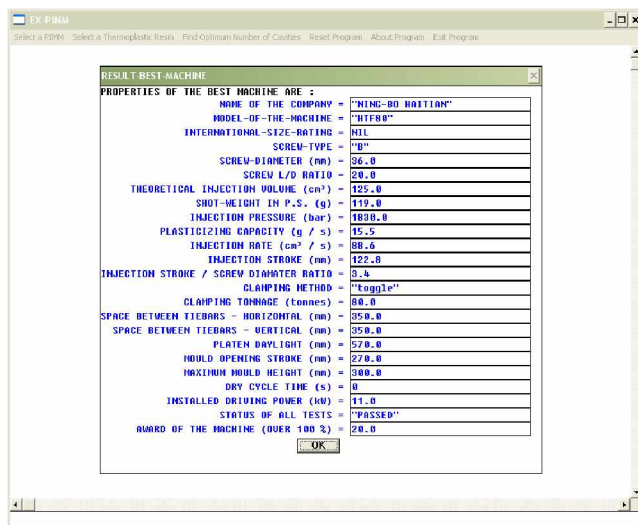 EX-PIMM
Select a PIMM Select a Thermoplastic Resin Find Optimum Number of Cavities Reset Program About Program Exit Program
RESULT-BEST-MACHINE
PROPERTIES OF THE BEST MACHINE ARE :
NAME OF THE COMPANY = "NING-BO HAITIAN"
MODEL-OF-THE-MACHINE = "HTF80"
INTERNATIONAL-SIZE-RATING = NIL
SCREW-TYPE = "B"
SCREW-DIAMETER (mm) = 36.0
SCREW L/D RATIO = 20.0
THEORETICAL INJECTION VOLUME (cm³) = 125.0
SHOT-WEIGHT IN P.S. (g) = 119.0
INJECTION PRESSURE (bar) = 1830.0
PLASTICIZING CAPACITY (g / s) = 15.5
INJECTION RATE (cm³ / s) = 88.6
INJECTION STROKE (mm) = 122.8
INJECTION STROKE / SCREW DIAMATER RATIO = 3.4
CLAMPING METHOD = "toggle"
CLAMPING TONNAGE (tonnes) = 80.0
SPACE BETWEEN TIEBARS - HORIZONTAL (mm) = 350.0
SPACE BETWEEN TIEBARS - VERTICAL (mm) = 350.0
PLATEN DAYLIGHT (mm) = 570.0
MOULD OPENING STROKE (mm) = 270.0
MAXIMUM MOULD HEIGHT (mm) = 300.0
DRY CYCLE TIME (s) = 0
INSTALLED DRIVING POWER (kW) = 11.0
STATUS OF ALL TESTS = "PASSED"
AWARD OF THE MACHINE (OVER 100 %) = 20.0
OK